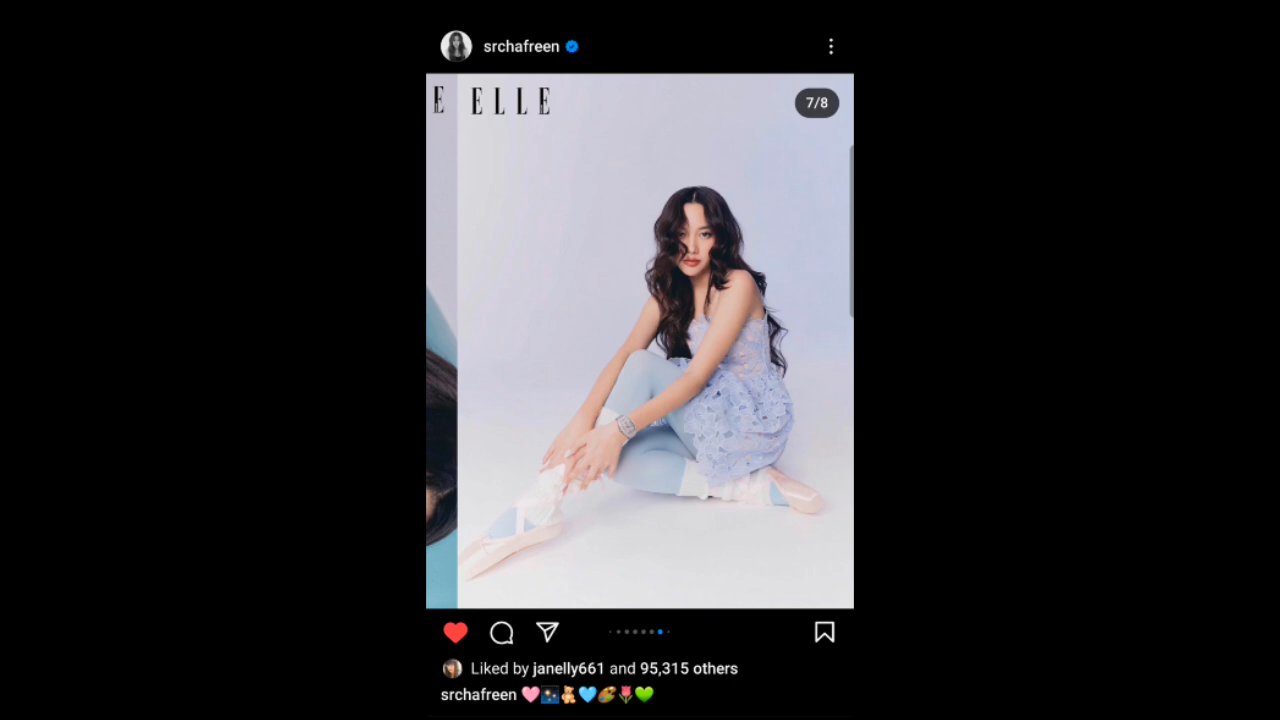 srchafreen
E ELLE
7/8
Liked by janelly661 and 95,315 others
srchafreen 🩷🌌🧸🩵🎨🌷💚